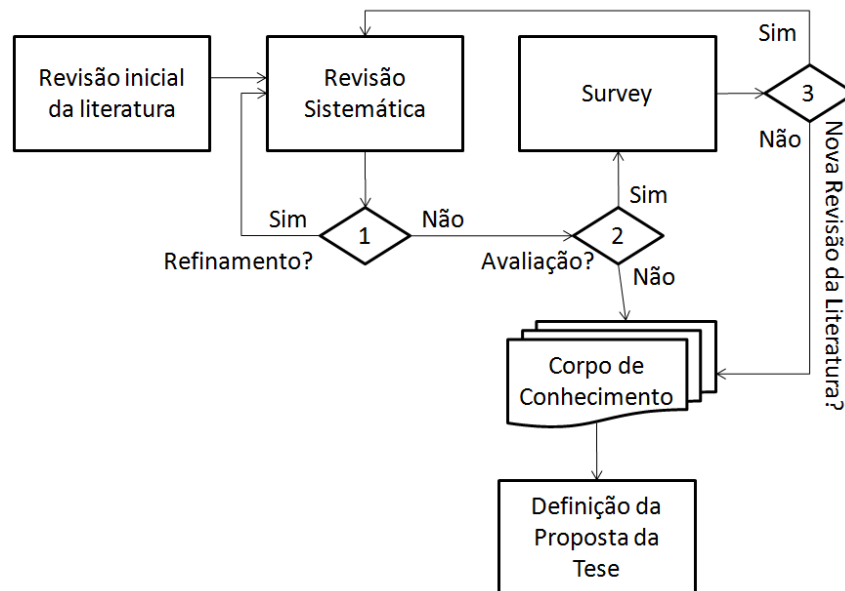 Sim
Revisão inicial
da literatura
Revisão
Sistemática
Survey
3
Não
Nova Revisão da Literatura?
Sim
Sim
1
Não
2
Refinamento?
Avaliação?
Não
Corpo de
Conhecimento
Definição da
Proposta da
Tese